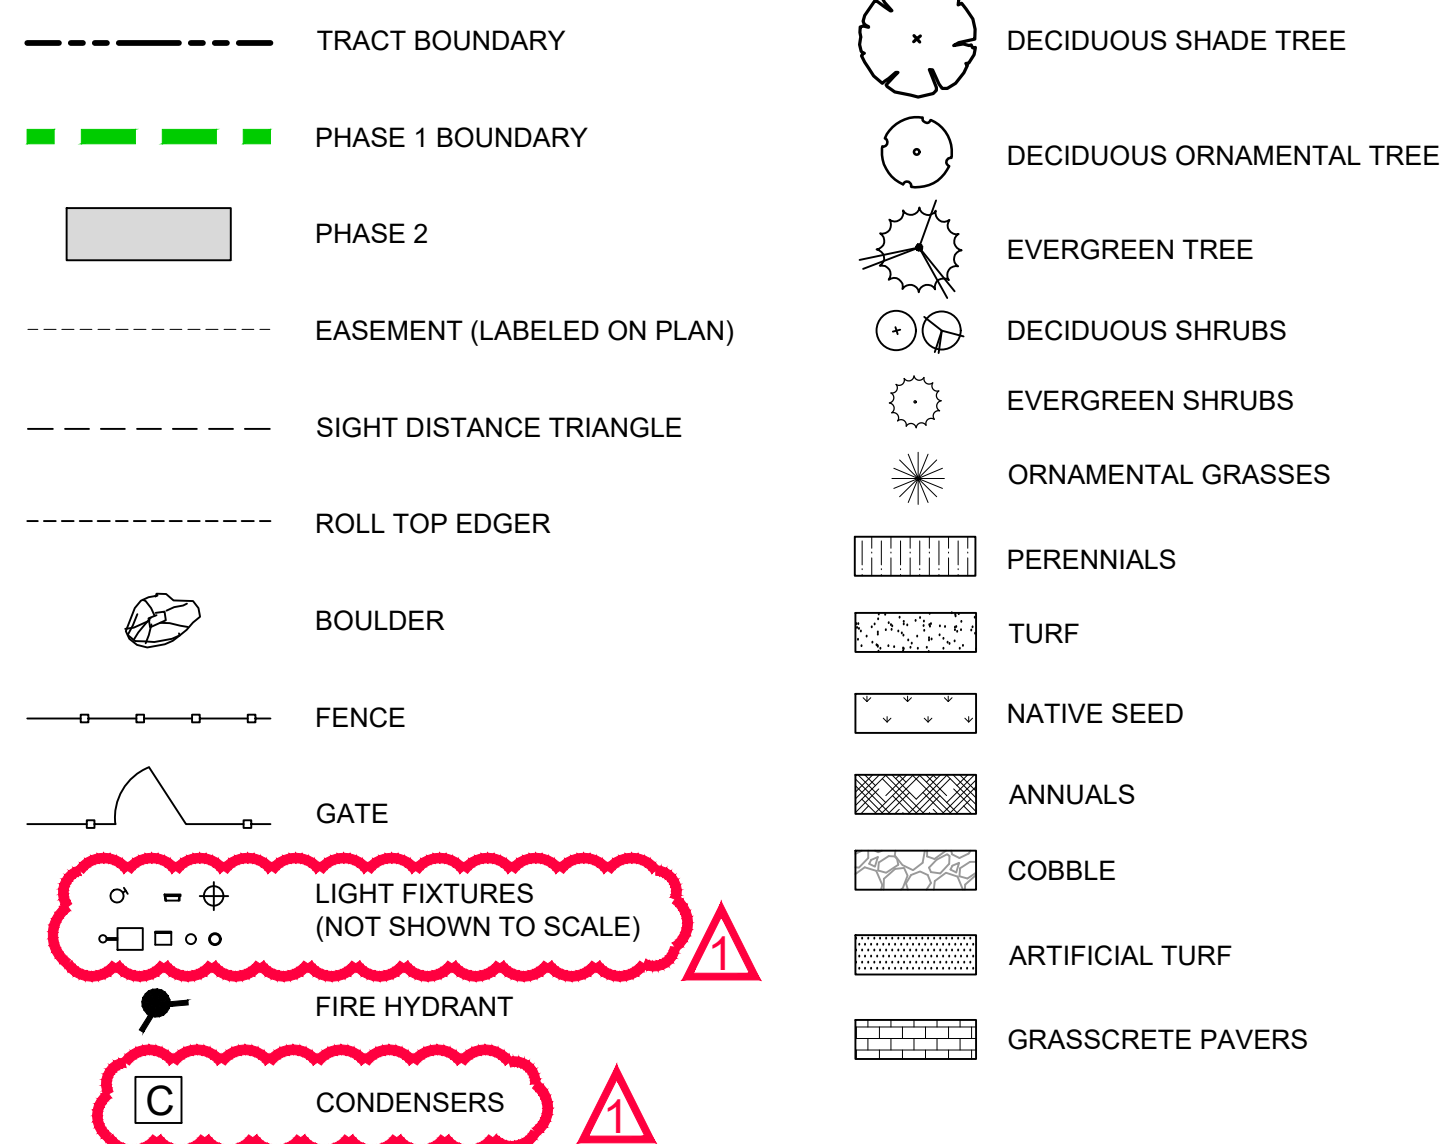 TRACT BOUNDARY
PHASE 1 BOUNDARY
PHASE 2
EASEMENT (LABELED ON PLAN)
SIGHT DISTANCE TRIANGLE
ROLL TOP EDGER
BOULDER
FENCE
GATE
LIGHT FIXTURES
(NOT SHOWN TO SCALE)
1
FIRE HYDRANT
C
CONDENSERS
1
DECIDUOUS SHADE TREE
DECIDUOUS ORNAMENTAL TREE
EVERGREEN TREE
DECIDUOUS SHRUBS
EVERGREEN SHRUBS
ORNAMENTAL GRASSES
PERENNIALS
TURF
NATIVE SEED
ANNUALS
COBBLE
ARTIFICIAL TURF
GRASSCRETE PAVERS